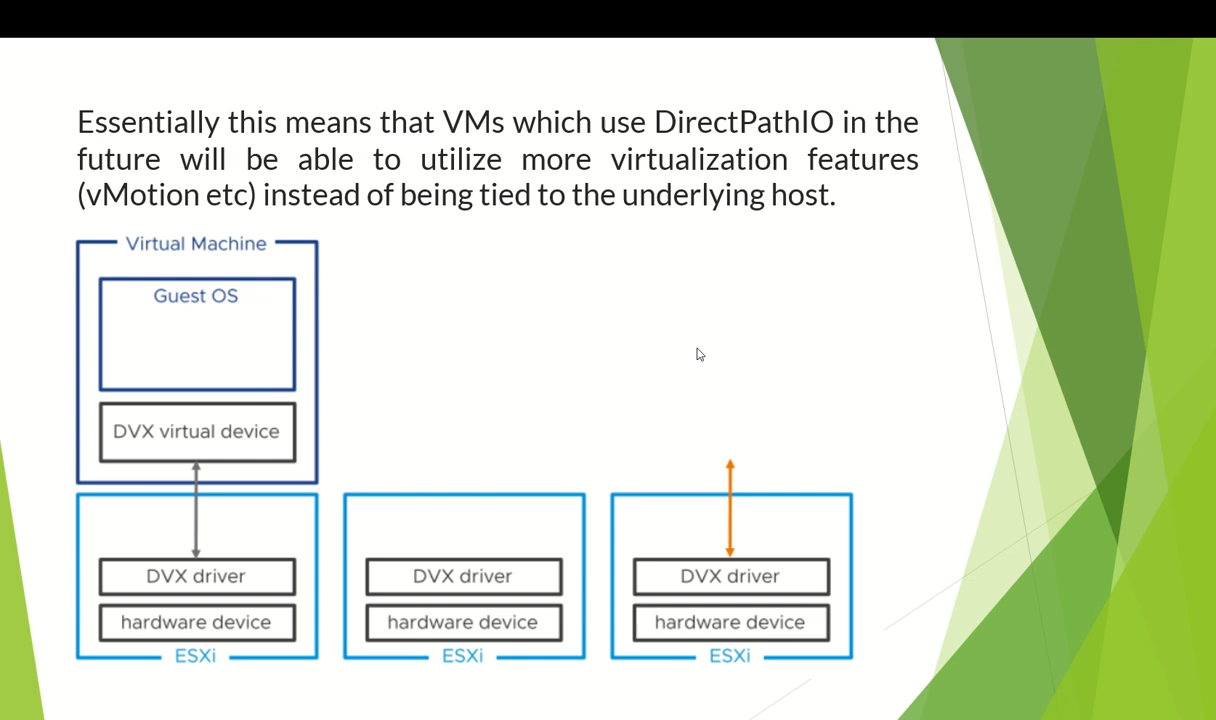 Essentially this means that VMs which use DirectPathIO in the
future will be able to utilize more virtualization features
(vMotion etc) instead of being tied to the underlying host.
Virtual Machine
Guest OS
DVX virtual device
DVX driver
hardware device
ESXi
DVX driver
hardware device
ESXi
DVX driver
hardware device
ESXi